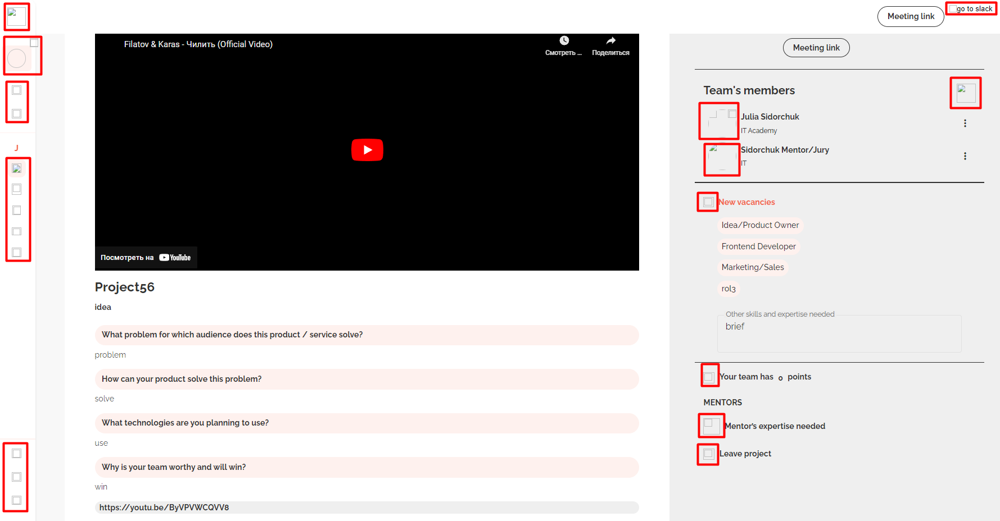 Meeting link
go to slack
J
Filatov & Karas - Чилить (Official Video)
Смотреть ...
Поделиться
Посмотреть на YouTube
Project56
idea
What problem for which audience does this product / service solve?
problem
How can your product solve this problem?
solve
What technologies are you planning to use?
use
Why is your team worthy and will win?
win
https://youtu.be/ByVPVWCQVV8
Meeting link
Team's members
Julia Sidorchuk
IT Academy
Sidorchuk Mentor/Jury
IT
New vacancies
Idea/Product Owner
Frontend Developer
Marketing/Sales
rol3
Other skills and expertise needed
brief
Your team has 0 points
MENTORS
Mentor's expertise needed
Leave project